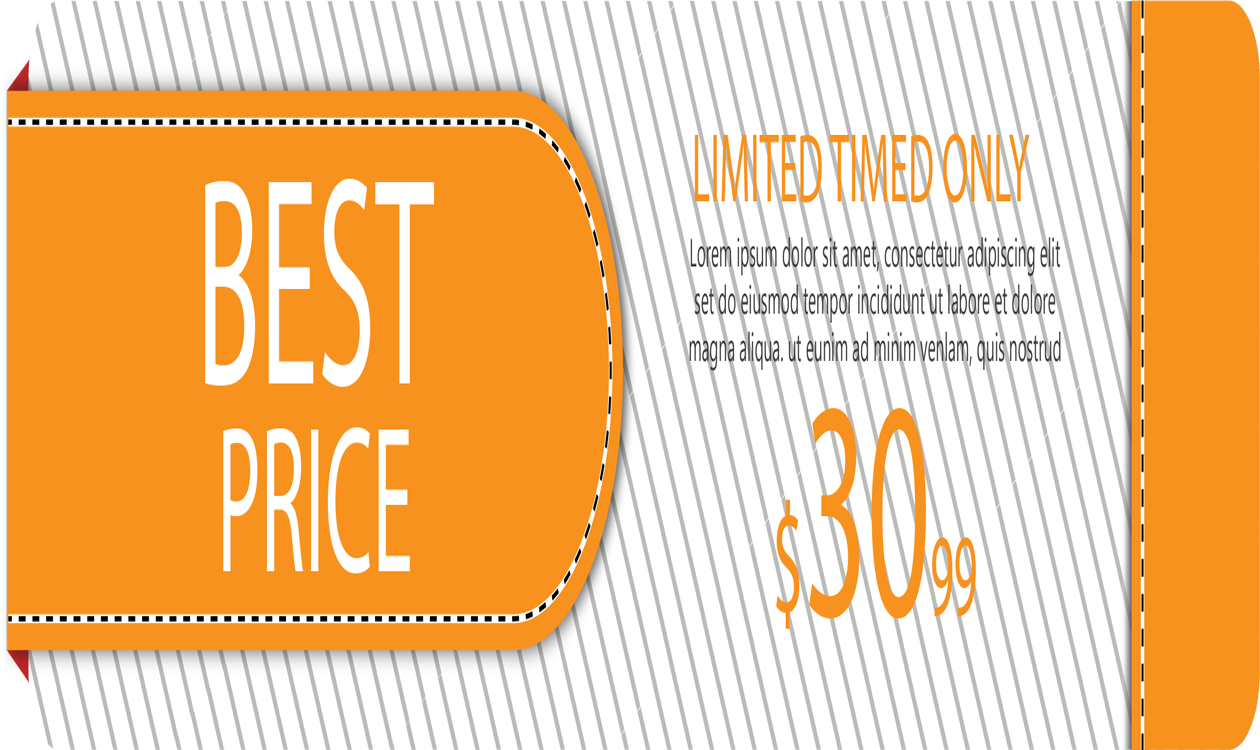 BEST
PRICE
LIMITED TIMED ONLY
Lorem ipsum dolor sit amet, consectetur adipiscing elit
set do eiusmod tempor incididunt ut labore et dolore
magna aliqua. ut eunim ad minim venlam, quis nostrud
$3099